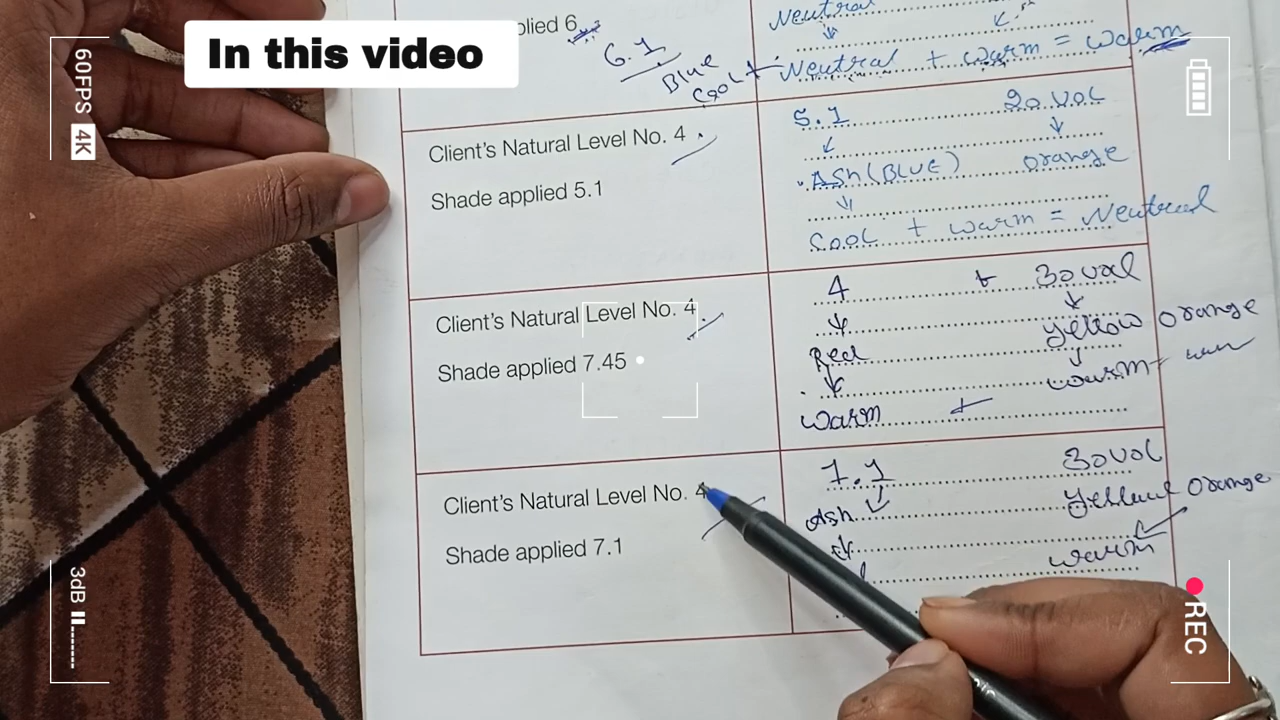 In this video
60FPS
4K
3dB
REC
plied 6
6.1
Blue
Cool +
Neutral
Neutral + warm = warm
Client's Natural Level No. 4
Shade applied 5.1
5.1 20 vol
Ash (BLUE) orange
Cool + warm = Neutral
Client's Natural Level No. 4
Shade applied 7.45
4 + 30 vol
Red yellow orange
warm + warm
Client's Natural Level No. 4
Shade applied 7.1
7.1 30 vol
Ash yellow orange
warm